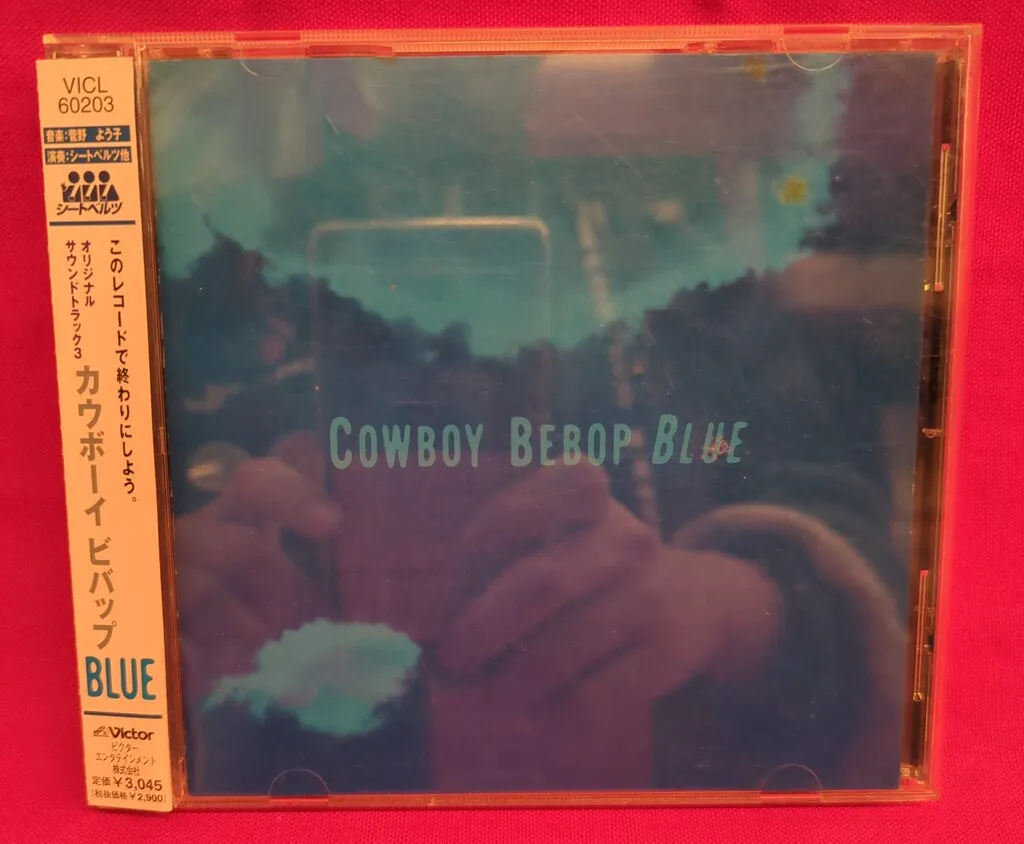 VICL
60203
音楽:菅野 よう子
演奏:シートベルツ他
シートベルツ
このレコードで終わりにしよう。
オリジナル
サウンドトラック3
カウボーイ ビバップ
BLUE
Victor
ビクター
エンタテインメント
株式会社
定価¥3,045
(税抜価格¥2,900)
COWBOY BEBOP BLUE